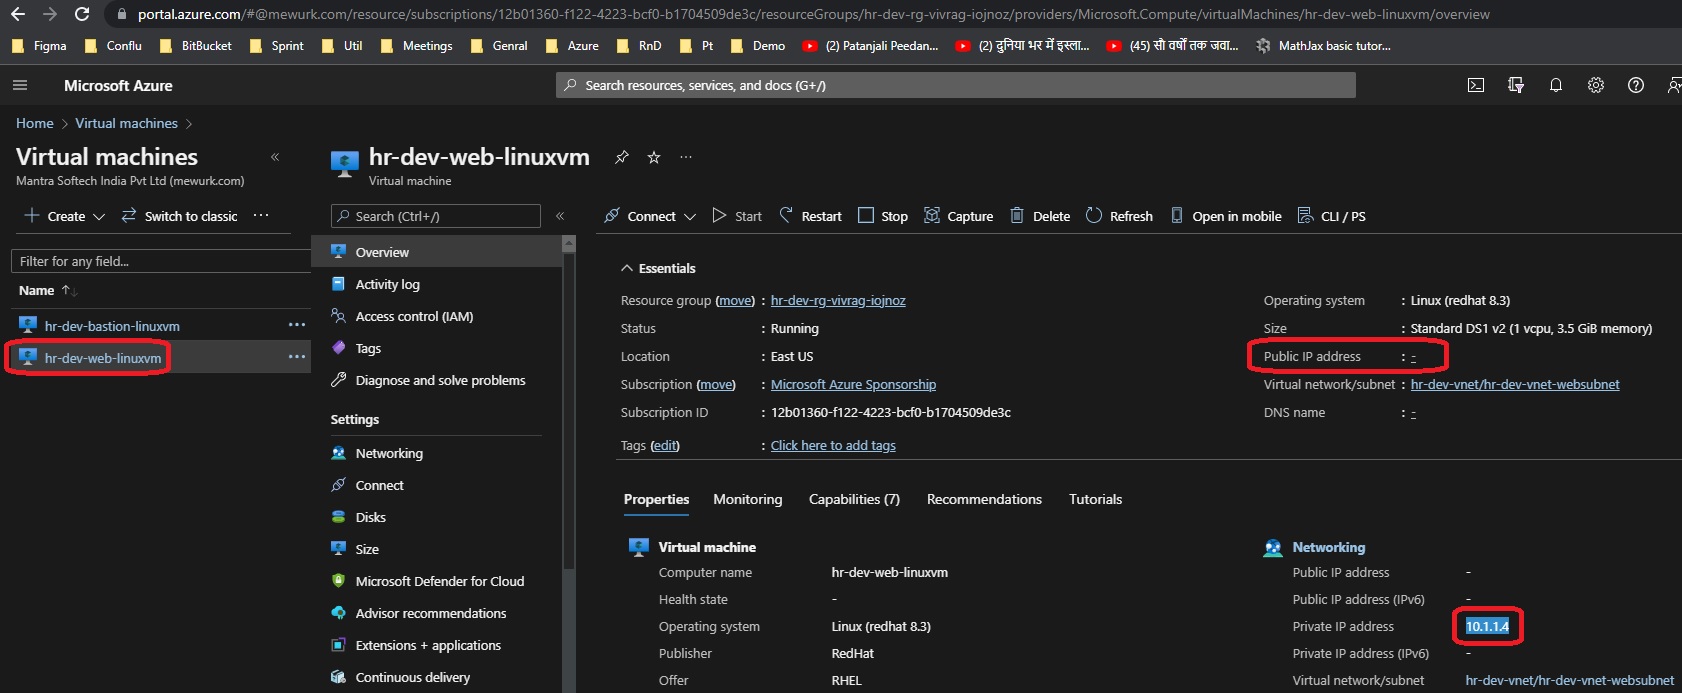 portal.azure.com/#@mewurk.com/resource/subscriptions/12b01360-f122-4223-bcf0-b1704509de3c/resourceGroups/hr-dev-rg-vivrag-iojnoz/providers/Microsoft.Compute/virtualMachines/hr-dev-web-linuxvm/overview
Figma Conflu BitBucket Sprint Util Meetings Genral Azure RnD Pt Demo (2) Patanjali Peedan... (2) दुनिया भर में इस्ला... (45) सौ वर्षों तक जवा... MathJax basic tutor...
Microsoft Azure
Search resources, services, and docs (G+/)
Home > Virtual machines >
Virtual machines «
Mantra Softech India Pvt Ltd (mewurk.com)
+ Create Switch to classic ...
Filter for any field...
Name ↑↓
hr-dev-bastion-linuxvm ...
hr-dev-web-linuxvm ...
hr-dev-web-linuxvm ...
Virtual machine
Search (Ctrl+/) «
Overview
Activity log
Access control (IAM)
Tags
Diagnose and solve problems
Settings
Networking
Connect
Disks
Size
Microsoft Defender for Cloud
Advisor recommendations
Extensions + applications
Continuous delivery
Connect Start Restart Stop Capture Delete Refresh Open in mobile CLI / PS
Essentials
Resource group (move) : hr-dev-rg-vivrag-iojnoz
Status : Running
Location : East US
Subscription (move) : Microsoft Azure Sponsorship
Subscription ID : 12b01360-f122-4223-bcf0-b1704509de3c
Tags (edit) : Click here to add tags
Operating system : Linux (redhat 8.3)
Size : Standard DS1 v2 (1 vcpu, 3.5 GiB memory)
Public IP address : -
Virtual network/subnet : hr-dev-vnet/hr-dev-vnet-websubnet
DNS name : -
Properties Monitoring Capabilities (7) Recommendations Tutorials
Virtual machine
Computer name hr-dev-web-linuxvm
Health state -
Operating system Linux (redhat 8.3)
Publisher RedHat
Offer RHEL
Networking
Public IP address -
Public IP address (IPv6) -
Private IP address 10.1.1.4
Private IP address (IPv6) -
Virtual network/subnet hr-dev-vnet/hr-dev-vnet-websubnet